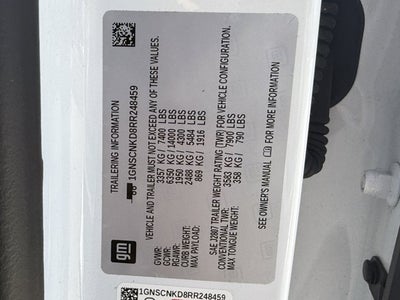 TRAILERING INFORMATION
1GNSCNKD8RR248459
VEHICLE AND TRAILER MUST NOT EXCEED ANY OF THESE VALUES.
GVWR: 3357 KG / 7400 LBS
GCWR: 6350 KG / 14000 LBS
RGAWR: 1950 KG / 4300 LBS
CURB WEIGHT: 2488 KG / 5484 LBS
MAX PAYLOAD: 869 KG / 1916 LBS
SAE J2807 TRAILER WEIGHT RATING (TWR) FOR VEHICLE CONFIGURATION.
CONVENTIONAL TWR: 3583 KG / 7900 LBS
MAX TONGUE WEIGHT: 358 KG / 790 LBS
SEE OWNER'S MANUAL FOR MORE INFORMATION
gm
1GNSCNKD8RR248459